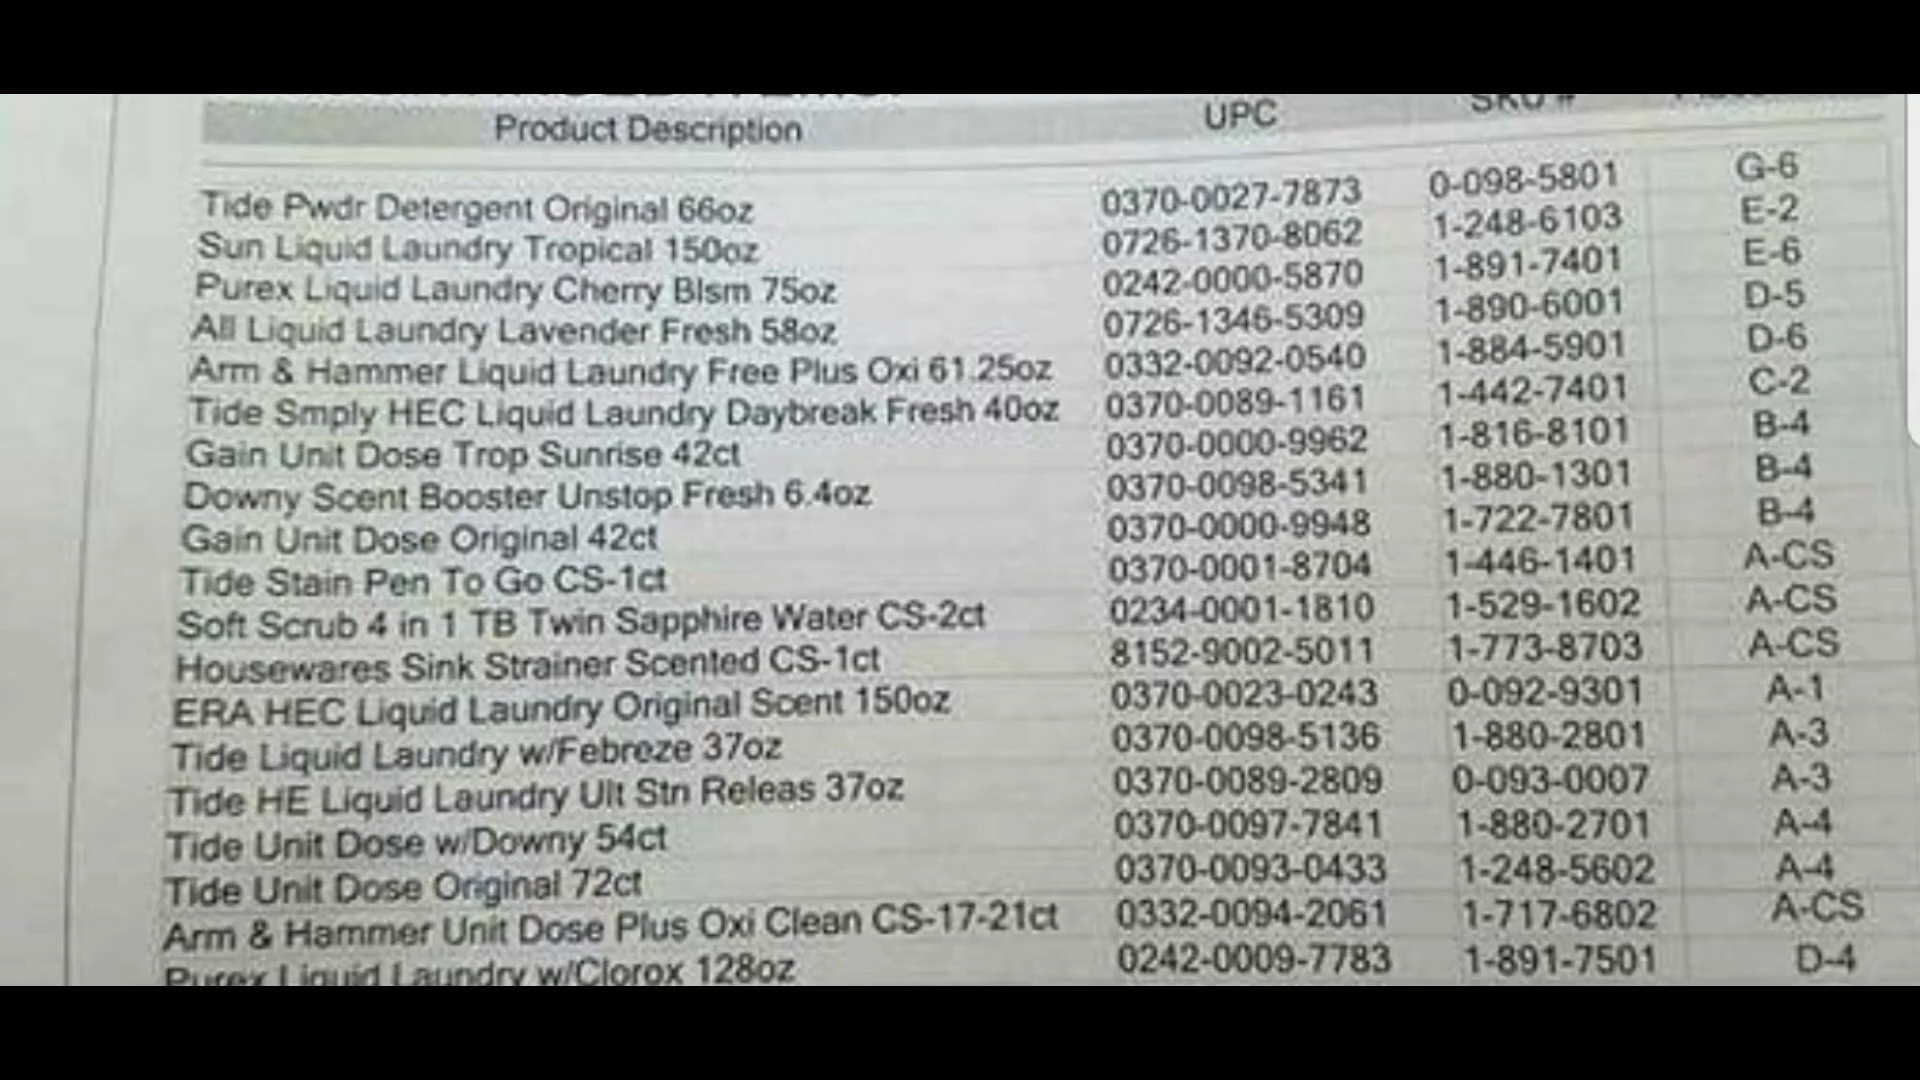 Product Description UPC SKU #
Tide Pwdr Detergent Original 66oz 0370-0027-7873 0-098-5801 G-6
Sun Liquid Laundry Tropical 150oz 0726-1370-8062 1-248-6103 E-2
Purex Liquid Laundry Cherry Blsm 75oz 0242-0000-5870 1-891-7401 E-6
All Liquid Laundry Lavender Fresh 58oz 0726-1346-5309 1-890-6001 D-5
Arm & Hammer Liquid Laundry Free Plus Oxi 61.25oz 0332-0092-0540 1-884-5901 D-6
Tide Smply HEC Liquid Laundry Daybreak Fresh 40oz 0370-0089-1161 1-442-7401 C-2
Gain Unit Dose Trop Sunrise 42ct 0370-0000-9962 1-816-8101 B-4
Downy Scent Booster Unstop Fresh 6.4oz 0370-0098-5341 1-880-1301 B-4
Gain Unit Dose Original 42ct 0370-0000-9948 1-722-7801 B-4
Tide Stain Pen To Go CS-1ct 0370-0001-8704 1-446-1401 A-CS
Soft Scrub 4 in 1 TB Twin Sapphire Water CS-2ct 0234-0001-1810 1-529-1602 A-CS
Housewares Sink Strainer Scented CS-1ct 8152-9002-5011 1-773-8703 A-CS
ERA HEC Liquid Laundry Original Scent 150oz 0370-0023-0243 0-092-9301 A-1
Tide Liquid Laundry w/Febreze 37oz 0370-0098-5136 1-880-2801 A-3
Tide HE Liquid Laundry Ult Stn Releas 37oz 0370-0089-2809 0-093-0007 A-3
Tide Unit Dose w/Downy 54ct 0370-0097-7841 1-880-2701 A-4
Tide Unit Dose Original 72ct 0370-0093-0433 1-248-5602 A-4
Arm & Hammer Unit Dose Plus Oxi Clean CS-17-21ct 0332-0094-2061 1-717-6802 A-CS
Purex Liquid Laundry w/Clorox 128oz 0242-0009-7783 1-891-7501 D-4